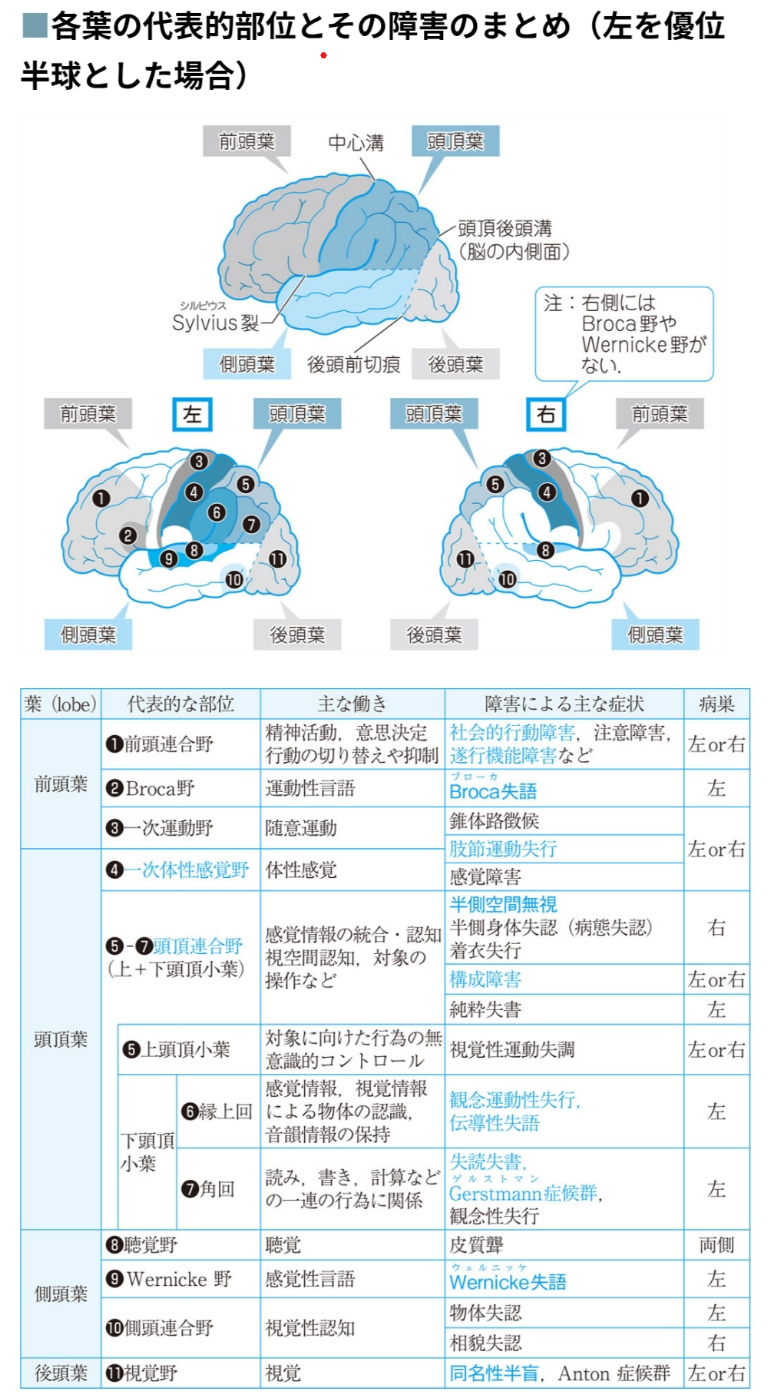 ■各葉の代表的部位とその障害のまとめ（左を優位
半球とした場合）
前頭葉
中心溝
頭頂葉
頭頂後頭溝
（脳の内側面）
シルビウス
Sylvius裂
側頭葉
後頭前切痕
後頭葉
注：右側には
Broca野や
Wernicke野が
ない.
前頭葉
左
頭頂葉
頭頂葉
右
前頭葉
❸
❹
❺
❶
❻
❼
❷
❽
❾
⓫
❿
❸
❺
❹
❶
❽
⓫
❿
側頭葉
後頭葉
後頭葉
側頭葉
葉（lobe） 代表的な部位 主な働き 障害による主な症状 病巣
前頭葉
❶前頭連合野
精神活動，意思決定
行動の切り替えや抑制
社会的行動障害，注意障害，
遂行機能障害など
左or右
❷Broca野
運動性言語
ブローカ
Broca失語
左
❸一次運動野
随意運動
錐体路徴候
肢節運動失行
左or右
頭頂葉
❹一次体性感覚野
体性感覚
感覚障害
❺-❼頭頂連合野
（上＋下頭頂小葉）
感覚情報の統合・認知
視空間認知，対象の
操作など
半側空間無視
半側身体失認（病態失認）
着衣失行
右
構成障害
左or右
純粋失書
左
❺上頭頂小葉
対象に向けた行為の無
意識的コントロール
視覚性運動失調
左or右
下頭頂
小葉
❻縁上回
感覚情報，視覚情報
による物体の認識，
音韻情報の保持
観念運動性失行，
伝導性失語
左
❼角回
読み，書き，計算など
の一連の行為に関係
失読失書，
ゲルストマン
Gerstmann症候群，
観念性失行
左
側頭葉
❽聴覚野
聴覚
皮質聾
両側
❾Wernicke 野
感覚性言語
ウェルニッケ
Wernicke失語
左
❿側頭連合野
視覚性認知
物体失認
左
相貌失認
右
後頭葉
⓫視覚野
視覚
同名性半盲，Anton 症候群
左or右